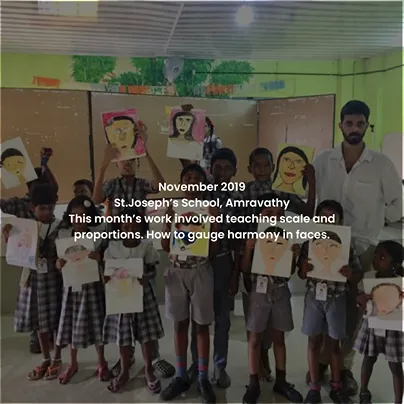 November 2019
St.Joseph's School, Amravathy
This month's work involved teaching scale and
proportions. How to gauge harmony in faces.